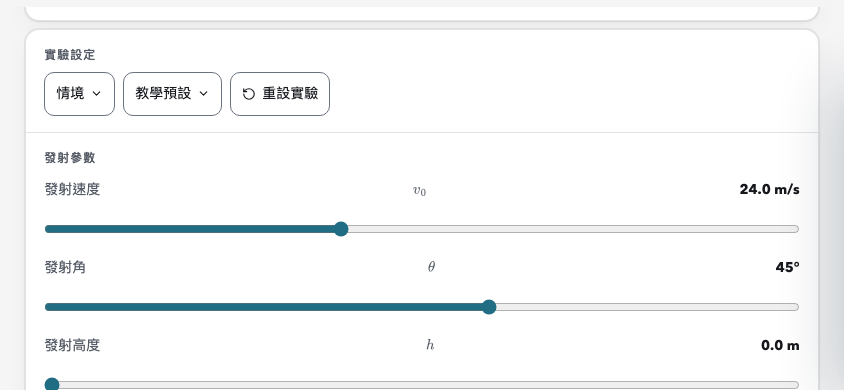 實驗設定
情境 教學預設 重設實驗
發射參數
發射速度 v₀ 24.0 m/s
發射角 θ 45°
發射高度 h 0.0 m